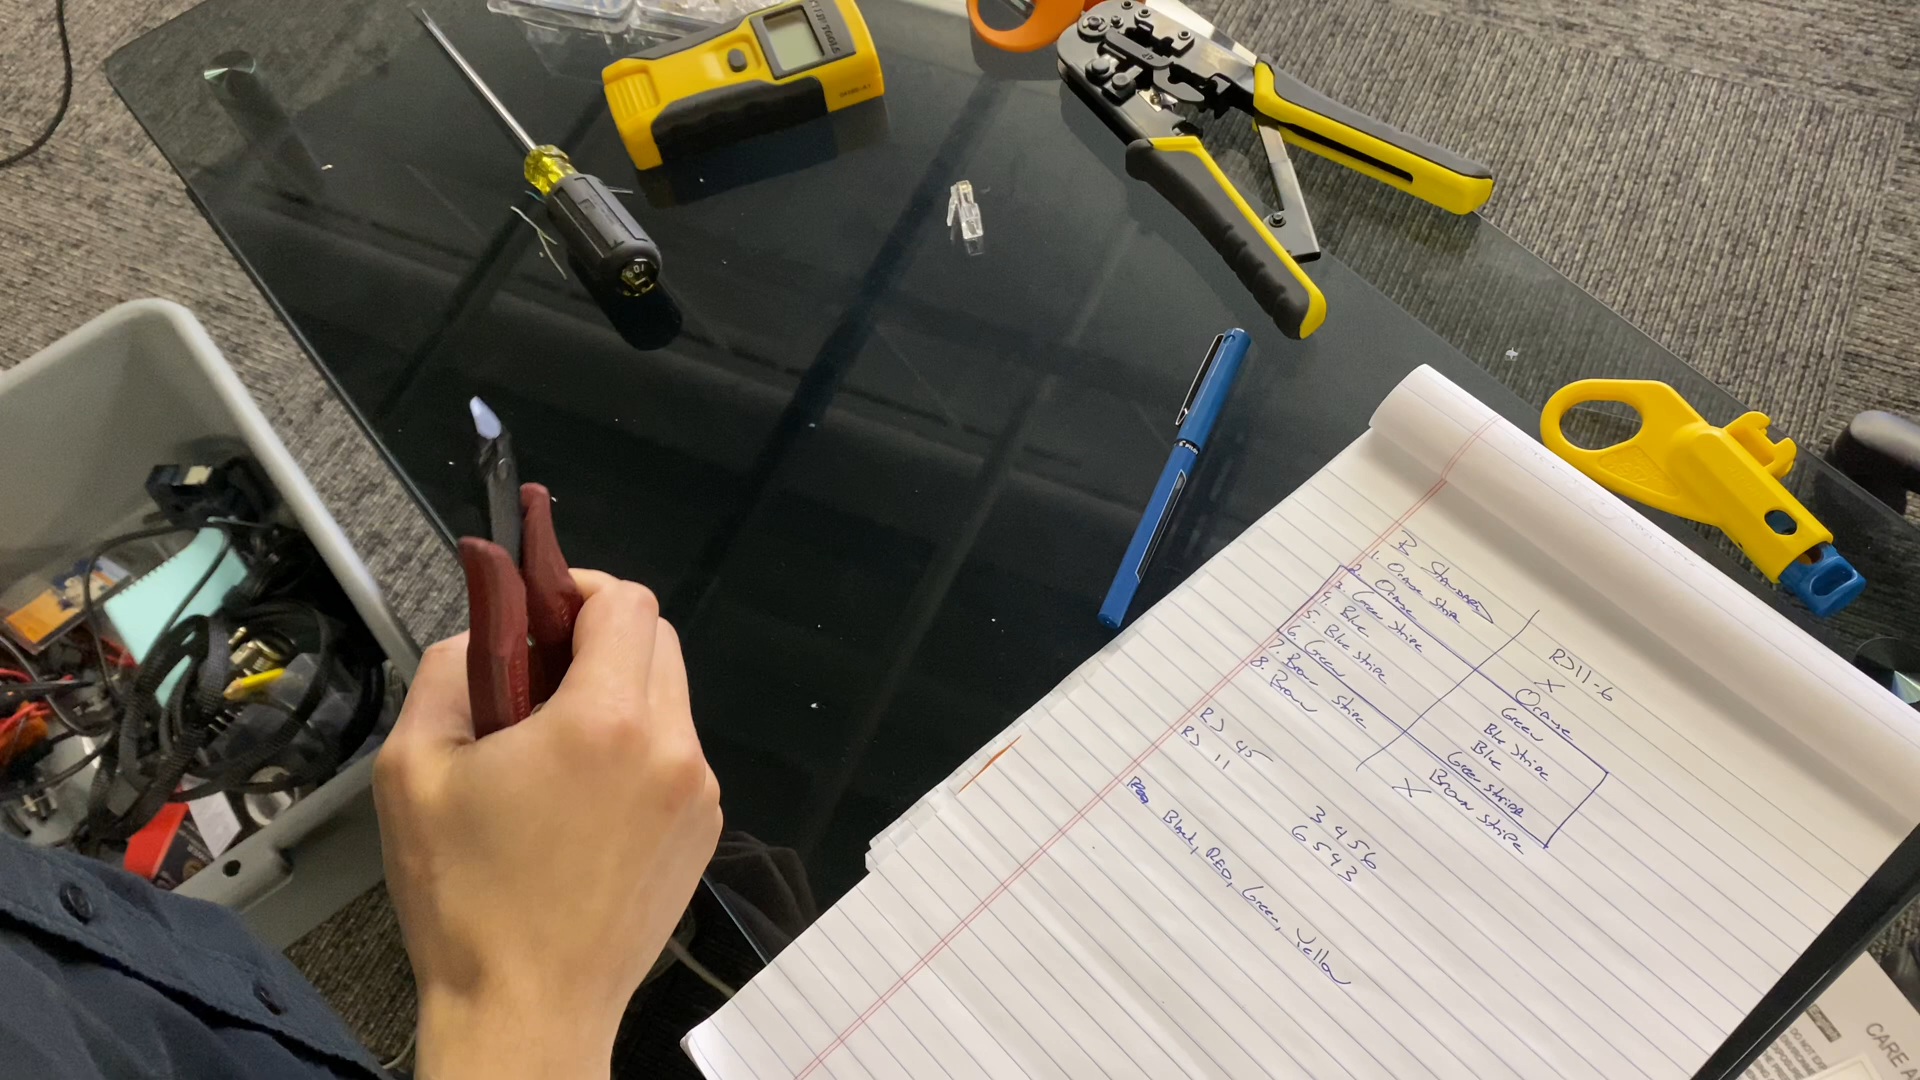 B STANDARD
1. Orange stripe
2. Orange
3. Green stripe
4. Blue
5. Blue stripe
6. Green
7. Brown stripe
8. Brown
RJ11-6
X
Orange
Green
Blue stripe
Blue
Green stripe
Brown stripe
X
RJ 45
RJ 11
3456
6543
Black, RED, Green, Yellow
CARE A